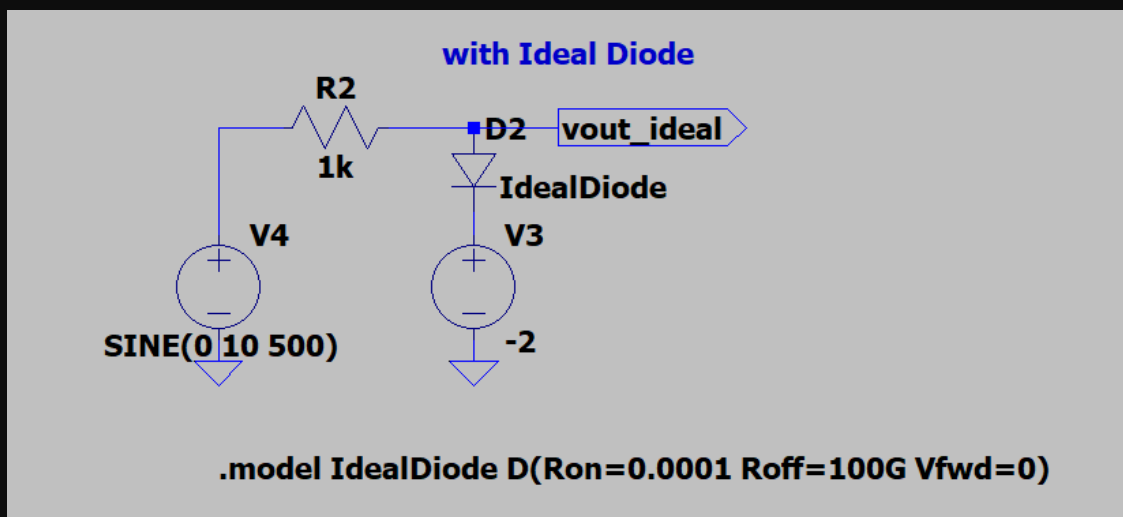 with Ideal Diode
R2
D2
vout_ideal
1k
IdealDiode
V4
V3
+
+
SINE(0 10 500)
-2
.model IdealDiode D(Ron=0.0001 Roff=100G Vfwd=0)